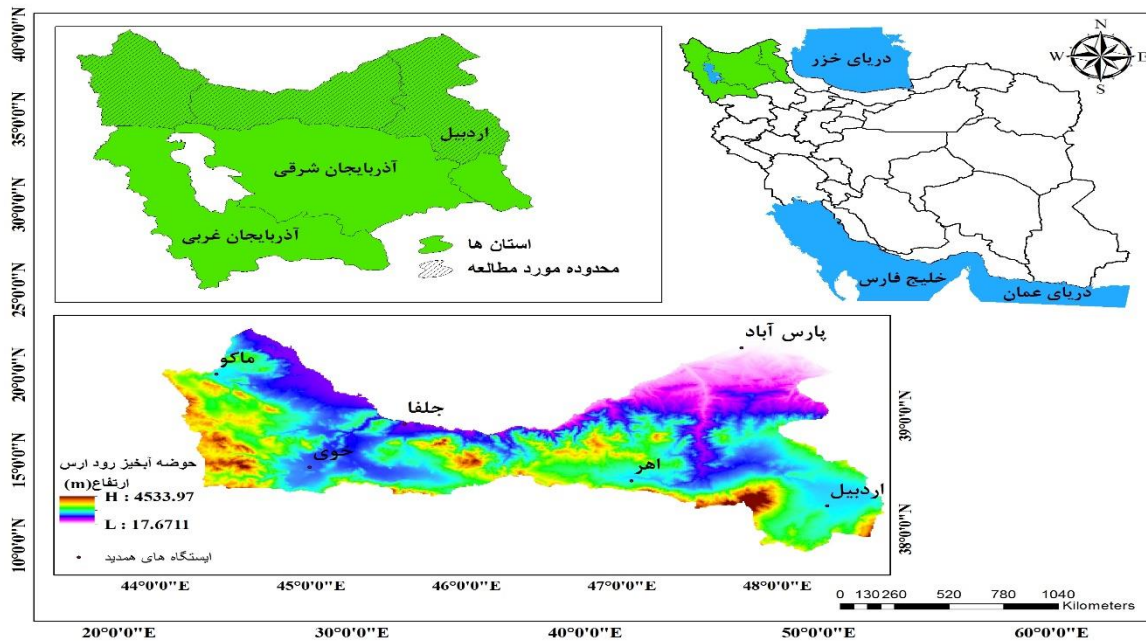 N
W E
S
دریای خزر
خلیج فارس
دریای عمان
اردبیل
آذربایجان شرقی
آذربایجان غربی
استان ها
محدوده مورد مطالعه
پارس آباد
ماکو
جلفا
خوی
اهر
اردبیل
حوضه آبخیز رود ارس
ارتفاع(m)
H : 4533.97
L : 17.6711
ایستگاه های همدید
40°0'0"N
35°0'0"N
30°0'0"N
25°0'0"N
20°0'0"N
15°0'0"N
10°0'0"N
39°0'0"N
38°0'0"N
44°0'0"E 45°0'0"E 46°0'0"E 47°0'0"E 48°0'0"E
0 130 260 520 780 1040
Kilometers
20°0'0"E 30°0'0"E 40°0'0"E 50°0'0"E 60°0'0"E